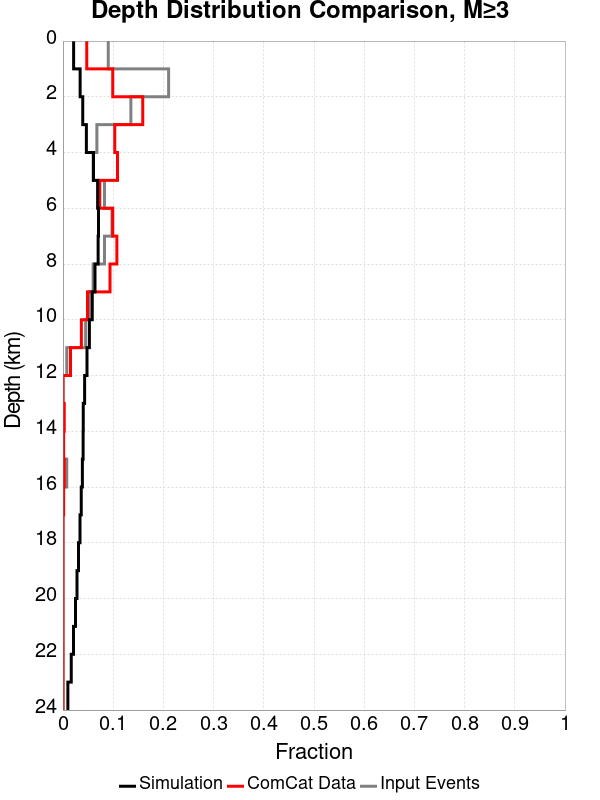 Depth Distribution Comparison, M≥3
0
2
4
6
8
10
12
14
16
18
20
22
24
Depth (km)
0 0.1 0.2 0.3 0.4 0.5 0.6 0.7 0.8 0.9 1
Fraction
Simulation ComCat Data Input Events